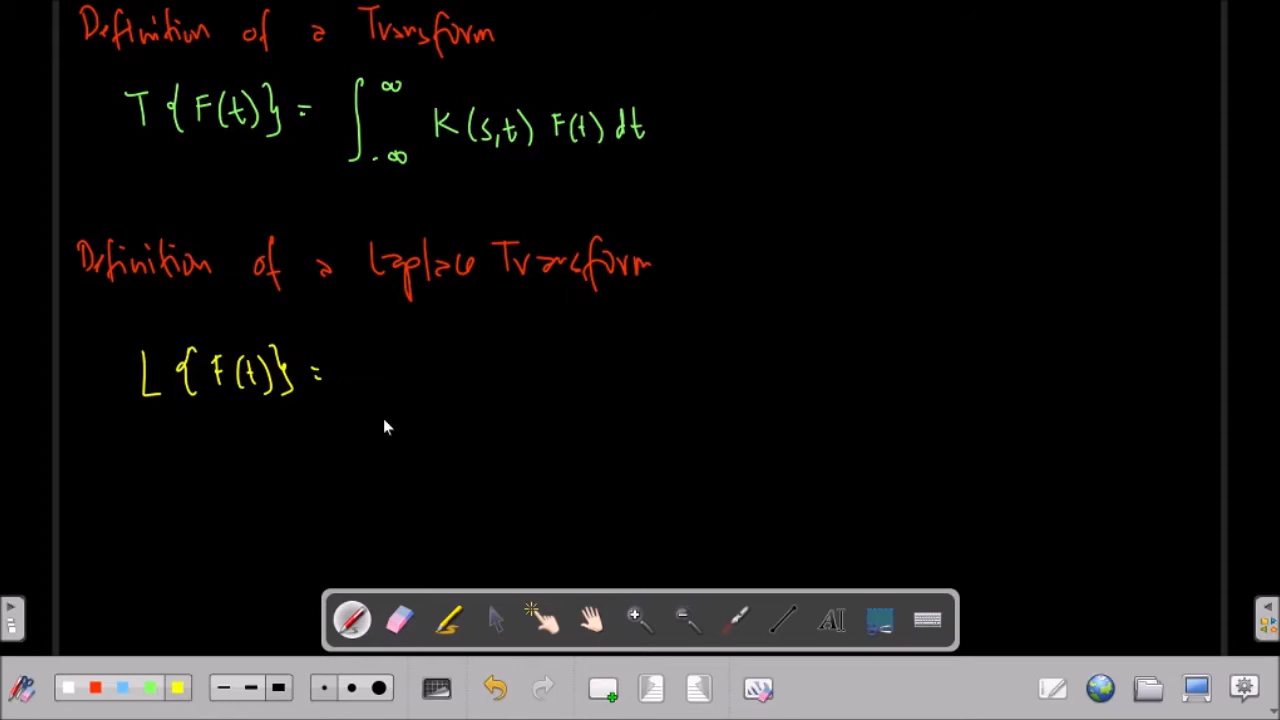 Definition of a Transform
T{F(t)} = ∫_{-∞}^{∞} K(s,t) F(t) dt
Definition of a Laplace Transform
L{F(t)} =